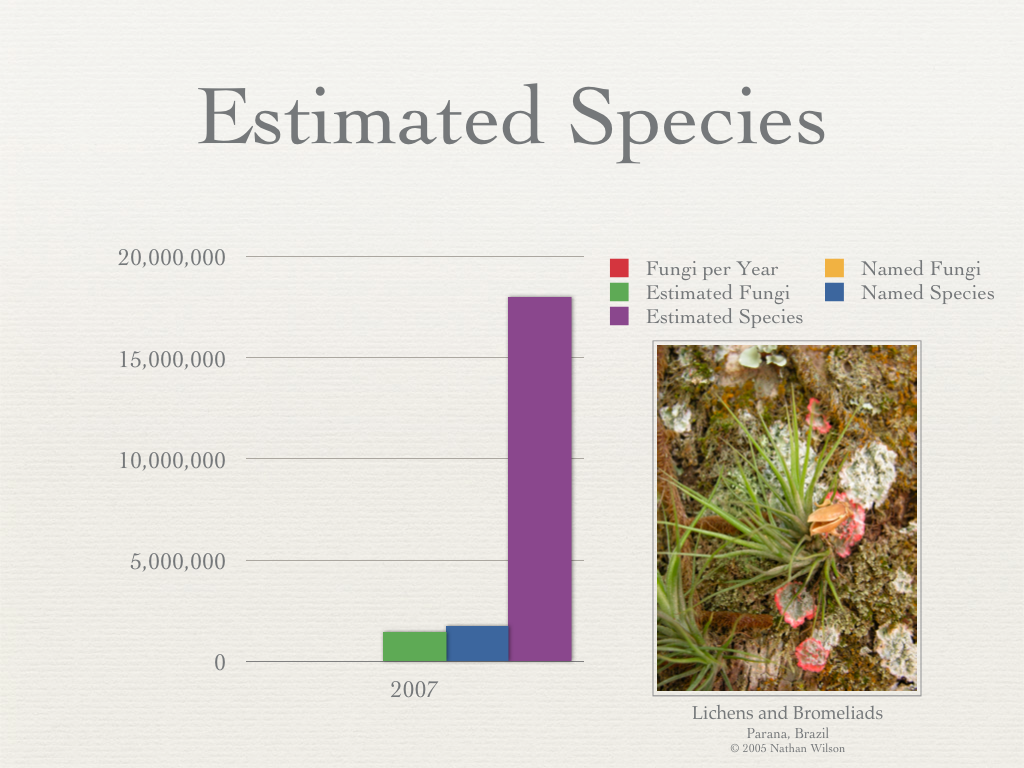 Estimated Species
20,000,000
15,000,000
10,000,000
5,000,000
0
2007
Fungi per Year
Named Fungi
Estimated Fungi
Named Species
Estimated Species
Lichens and Bromeliads
Parana, Brazil
© 2005 Nathan Wilson